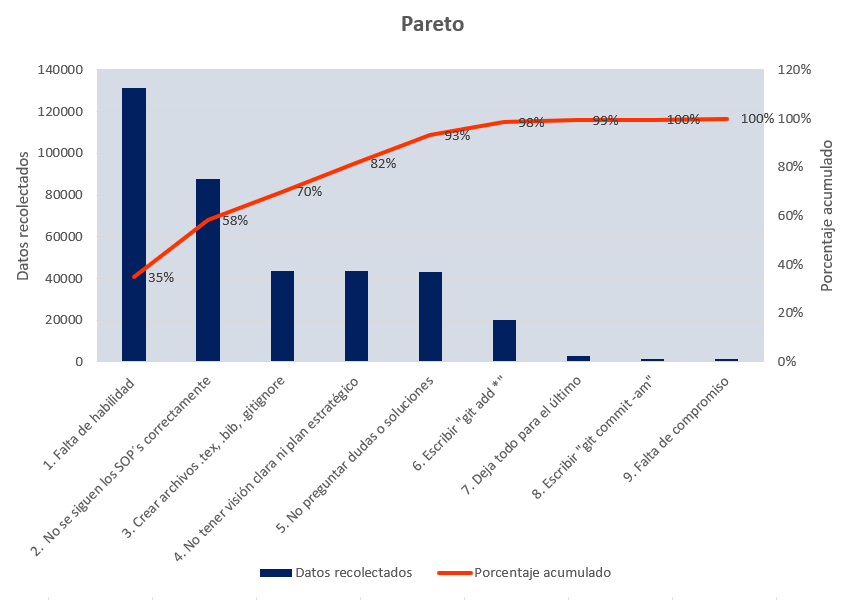 Pareto
140000
120000
100000
80000
60000
40000
20000
0
Datos recolectados
120%
100%
80%
60%
40%
20%
0%
Porcentaje acumulado
35%
58%
70%
82%
93%
98%
99%
100%
100%
1. Falta de habilidad
2.  No se siguen los SOP´s correctamente
3. Crear archivos .tex, .bib, .gitignore
4. No tener visión clara ni plan estratégico
5. No preguntar dudas o soluciones
6. Escribir "git add *"
7. Deja todo para el último
8. Escribir "git commit -am"
9. Falta de compromiso
Datos recolectados
Porcentaje acumulado